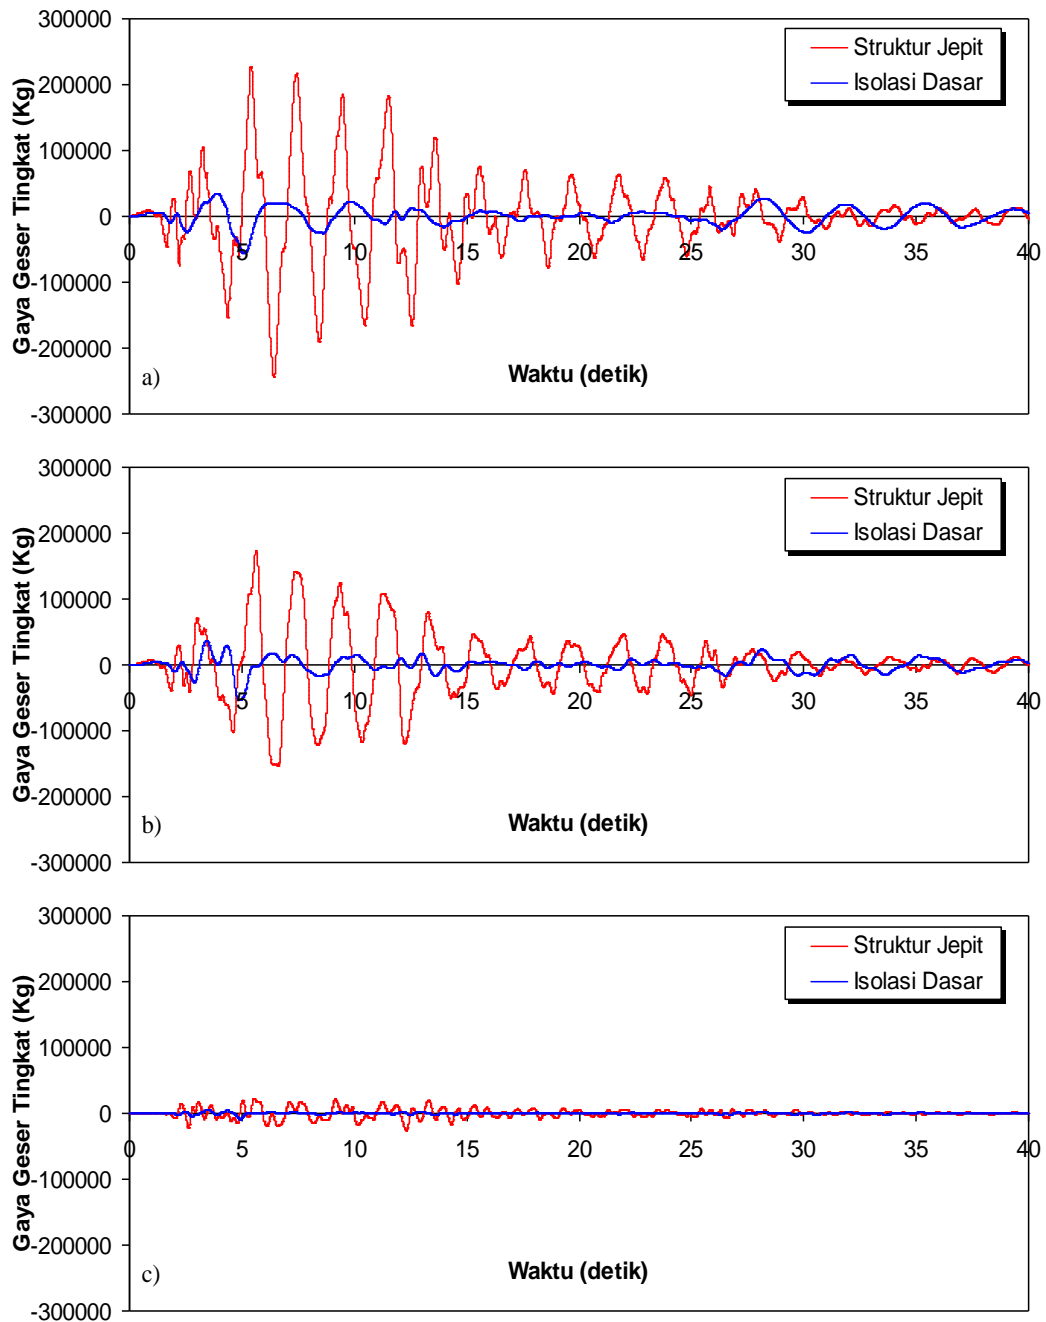 300000
200000
100000
0
-100000
-200000
-300000
Gaya Geser Tingkat (Kg)
0 5 10 15 20 25 30 35 40
Waktu (detik)
Struktur Jepit
Isolasi Dasar
a)
300000
200000
100000
0
-100000
-200000
-300000
Gaya Geser Tingkat (Kg)
0 5 10 15 20 25 30 35 40
Waktu (detik)
Struktur Jepit
Isolasi Dasar
b)
300000
200000
100000
0
-100000
-200000
-300000
Gaya Geser Tingkat (Kg)
0 5 10 15 20 25 30 35 40
Waktu (detik)
Struktur Jepit
Isolasi Dasar
c)